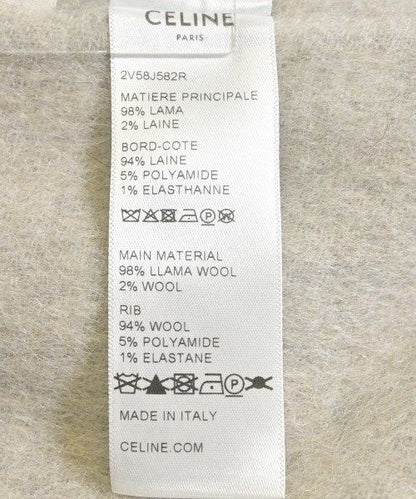 CELINE
PARIS
2V58J582R
MATIERE PRINCIPALE
98% LAMA
2% LAINE
BORD-COTE
94% LAINE
5% POLYAMIDE
1% ELASTHANNE
MAIN MATERIAL
98% LLAMA WOOL
2% WOOL
RIB
94% WOOL
5% POLYAMIDE
1% ELASTANE
MADE IN ITALY
CELINE.COM